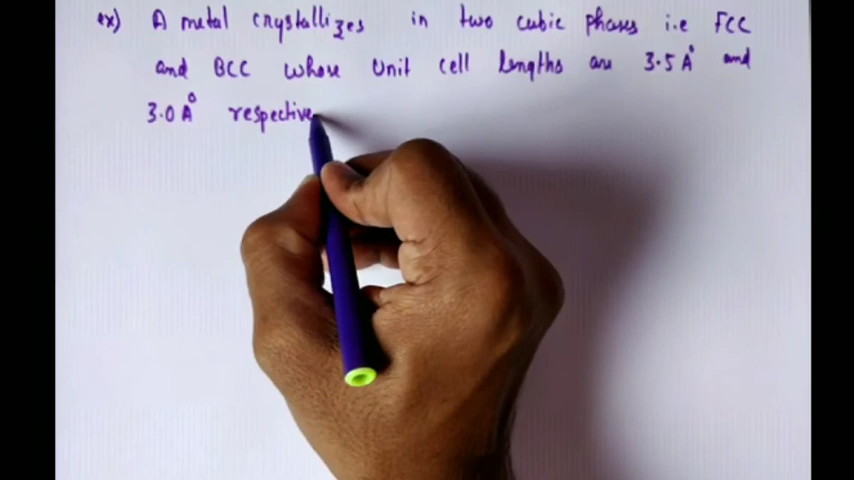 ex) A metal crystallizes in two cubic phases i.e FCC
and BCC whose Unit cell lengths are 3.5 A° and
3.0 A° respective